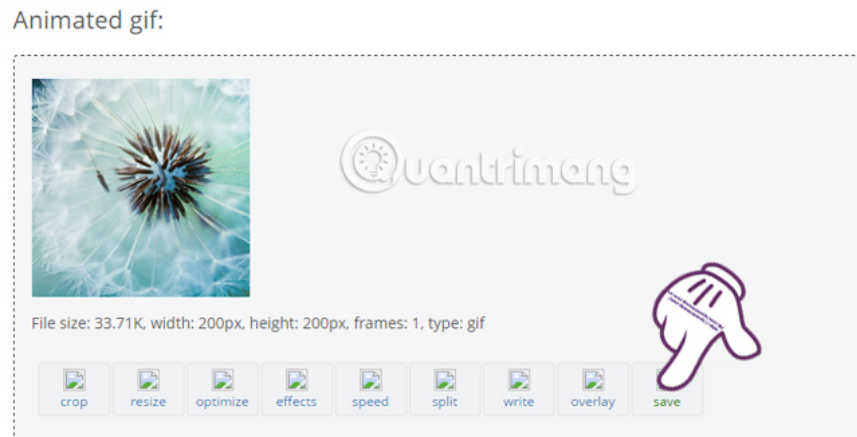 Animated gif:
Quantrimang
File size: 33.71K, width: 200px, height: 200px, frames: 1, type: gif
crop resize optimize effects speed split write overlay save